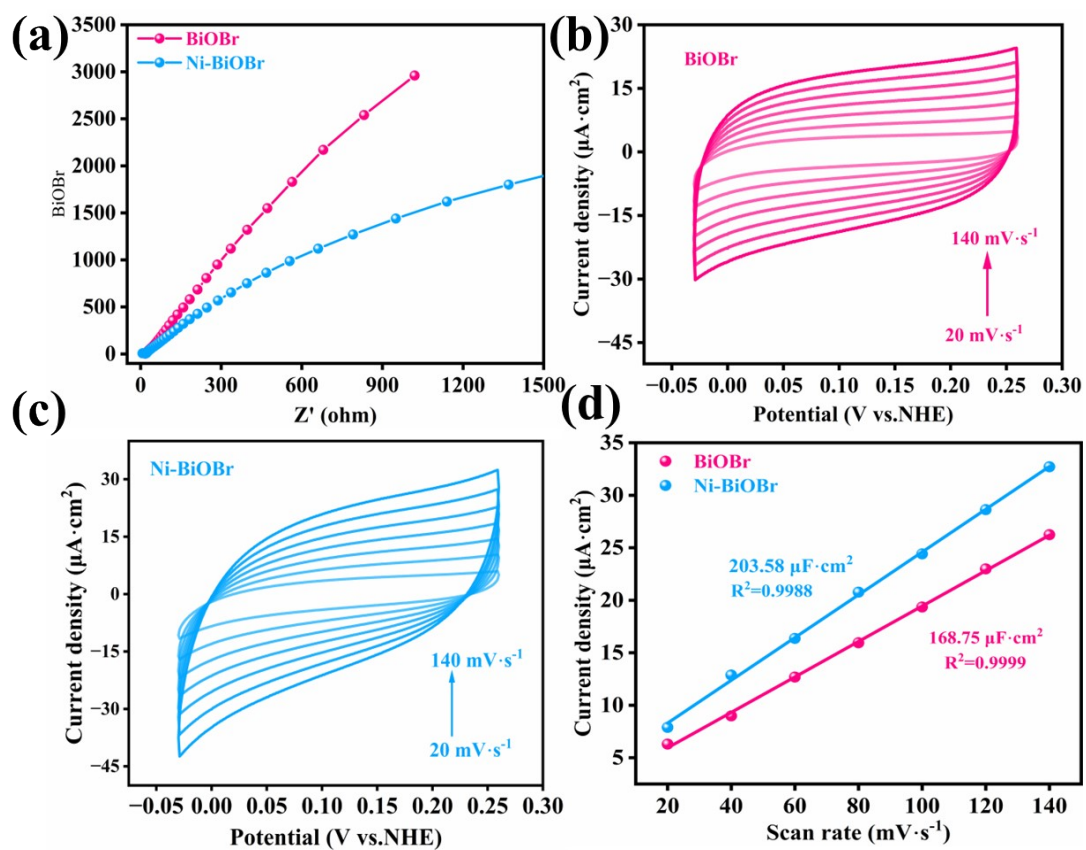 (a)
BiOBr
Ni-BiOBr
3500
3000
2500
2000
1500
1000
500
0
BiOBr
0 300 600 900 1200 1500
Z' (ohm)
(b)
BiOBr
30
15
0
−15
−30
−45
Current density (μA·cm²)
140 mV·s⁻¹
20 mV·s⁻¹
−0.05 0.00 0.05 0.10 0.15 0.20 0.25 0.30
Potential (V vs.NHE)
(c)
Ni-BiOBr
30
15
0
−15
−30
−45
Current density (μA·cm²)
140 mV·s⁻¹
20 mV·s⁻¹
−0.05 0.00 0.05 0.10 0.15 0.20 0.25 0.30
Potential (V vs.NHE)
(d)
BiOBr
Ni-BiOBr
35
30
25
20
15
10
5
Current density (μA·cm²)
203.58 μF·cm²
R²=0.9988
168.75 μF·cm²
R²=0.9999
20 40 60 80 100 120 140
Scan rate (mV·s⁻¹)